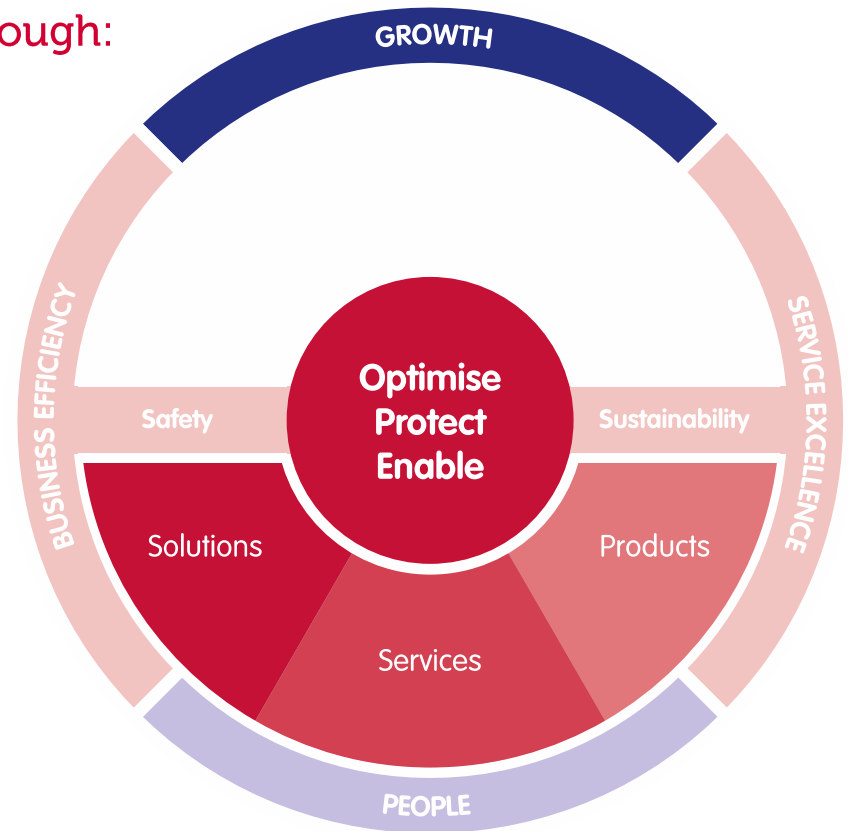 ough:
GROWTH
BUSINESS EFFICIENCY
SERVICE EXCELLENCE
Optimise
Protect
Enable
Safety
Sustainability
Solutions
Products
Services
PEOPLE